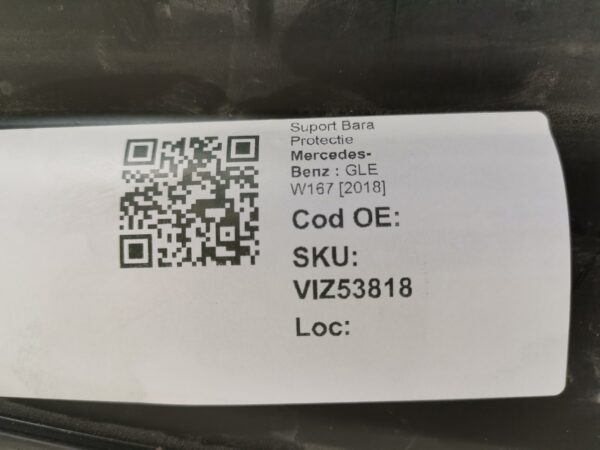 Suport Bara
Protectie
Mercedes-
Benz : GLE
W167 [2018]
Cod OE:
SKU:
VIZ53818
Loc: